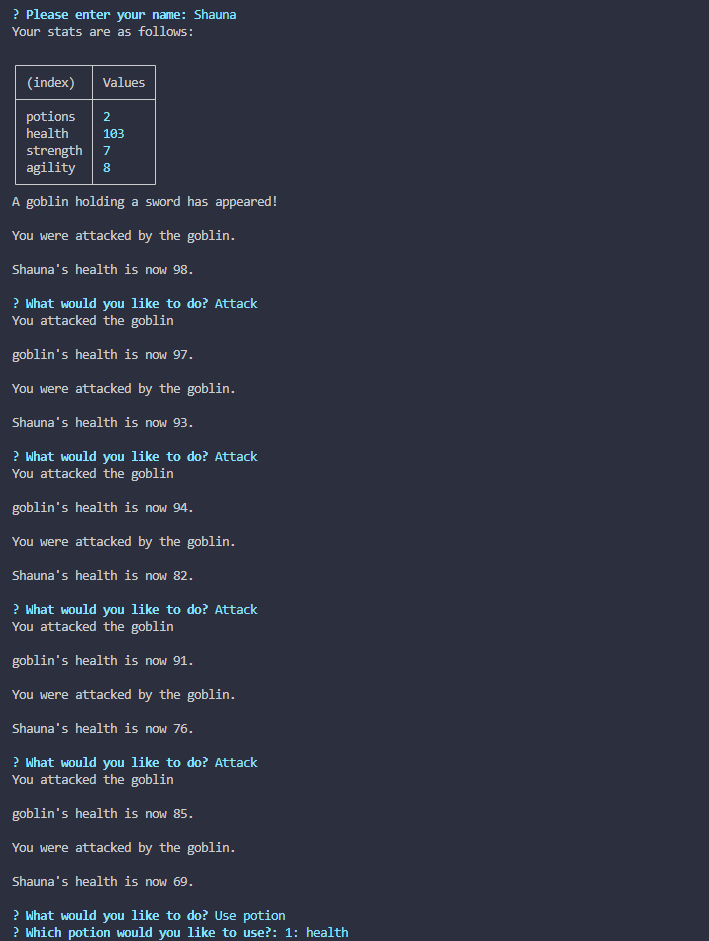 ? Please enter your name: Shauna
Your stats are as follows:
(index) Values
potions 2
health 103
strength 7
agility 8
A goblin holding a sword has appeared!
You were attacked by the goblin.
Shauna's health is now 98.
? What would you like to do? Attack
You attacked the goblin
goblin's health is now 97.
You were attacked by the goblin.
Shauna's health is now 93.
? What would you like to do? Attack
You attacked the goblin
goblin's health is now 94.
You were attacked by the goblin.
Shauna's health is now 82.
? What would you like to do? Attack
You attacked the goblin
goblin's health is now 91.
You were attacked by the goblin.
Shauna's health is now 76.
? What would you like to do? Attack
You attacked the goblin
goblin's health is now 85.
You were attacked by the goblin.
Shauna's health is now 69.
? What would you like to do? Use potion
? Which potion would you like to use?: 1: health